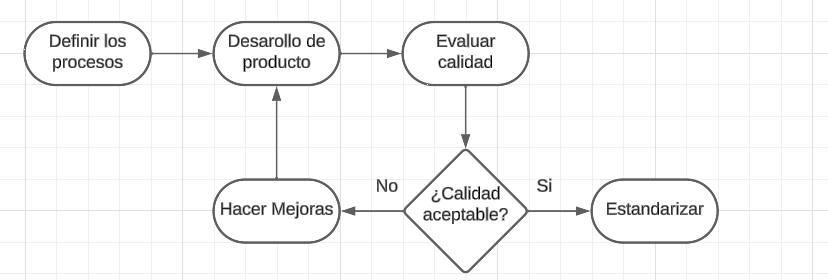 Definir los
procesos
Desarollo de
producto
Evaluar
calidad
No
¿Calidad
aceptable?
Si
Hacer Mejoras
Estandarizar